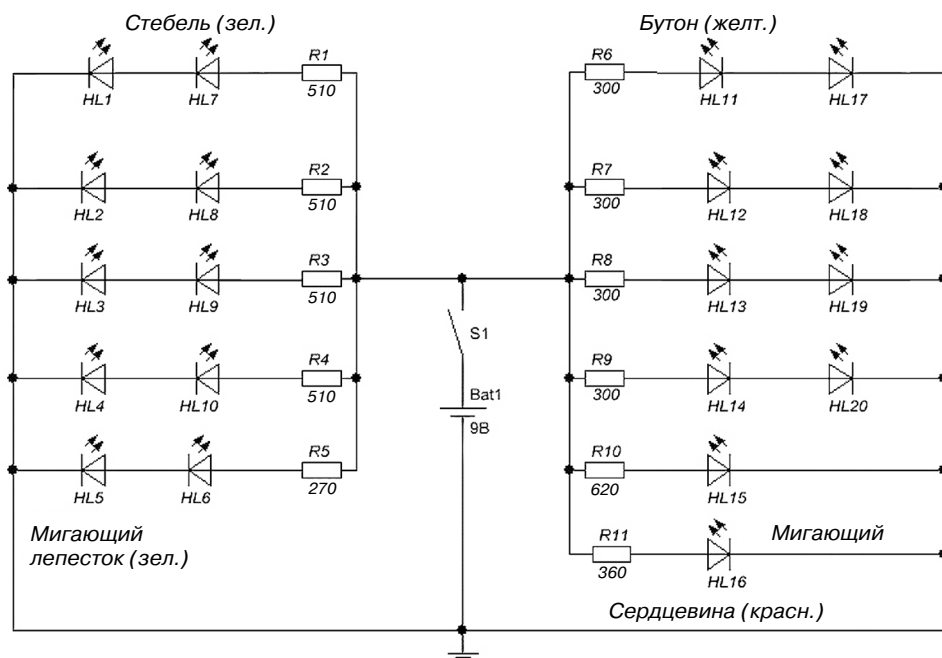 Стебель (зел.)
Бутон (желт.)
R1
510
HL1
HL7
R6
300
HL11
HL17
R2
510
HL2
HL8
R7
300
HL12
HL18
R3
510
HL3
HL9
R8
300
HL13
HL19
S1
R4
510
HL4
HL10
Bat1
9В
R9
300
HL14
HL20
R5
270
HL5
HL6
R10
620
HL15
Мигающий
лепесток (зел.)
R11
360
HL16
Мигающий
Сердцевина (красн.)